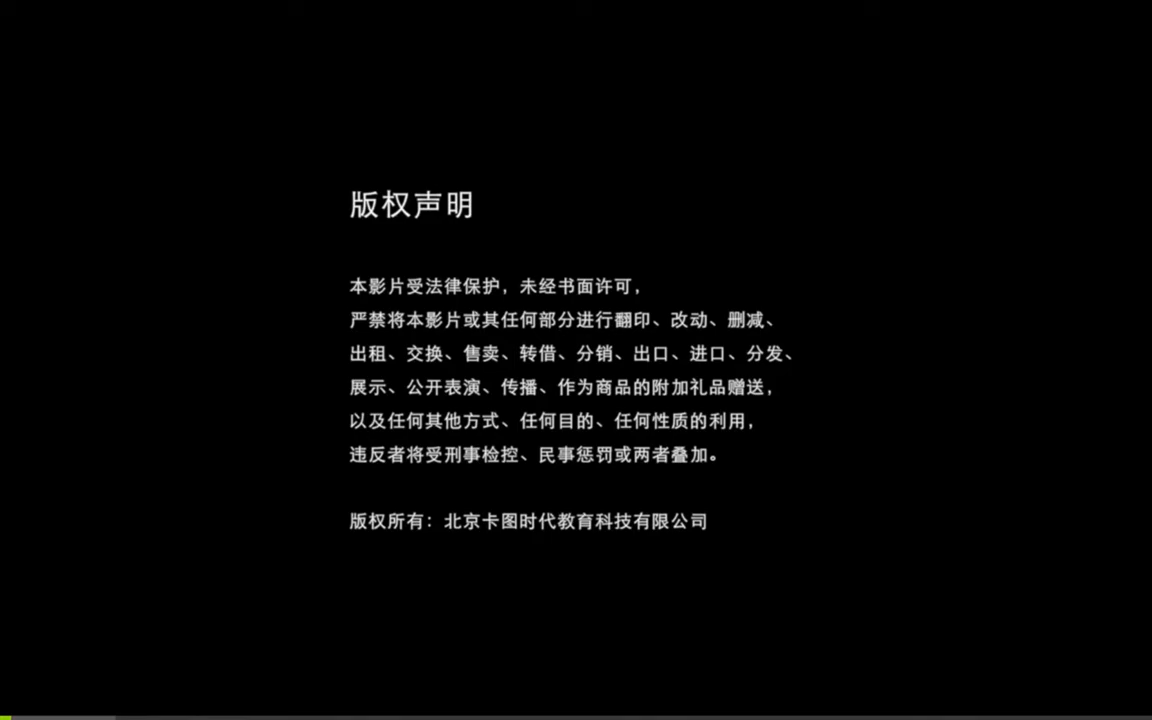 版权声明
本影片受法律保护，未经书面许可，
严禁将本影片或其任何部分进行翻印、改动、删减、
出租、交换、售卖、转借、分销、出口、进口、分发、
展示、公开表演、传播、作为商品的附加礼品赠送，
以及任何其他方式、任何目的、任何性质的利用，
违反者将受刑事检控、民事惩罚或两者叠加。
版权所有：北京卡图时代教育科技有限公司